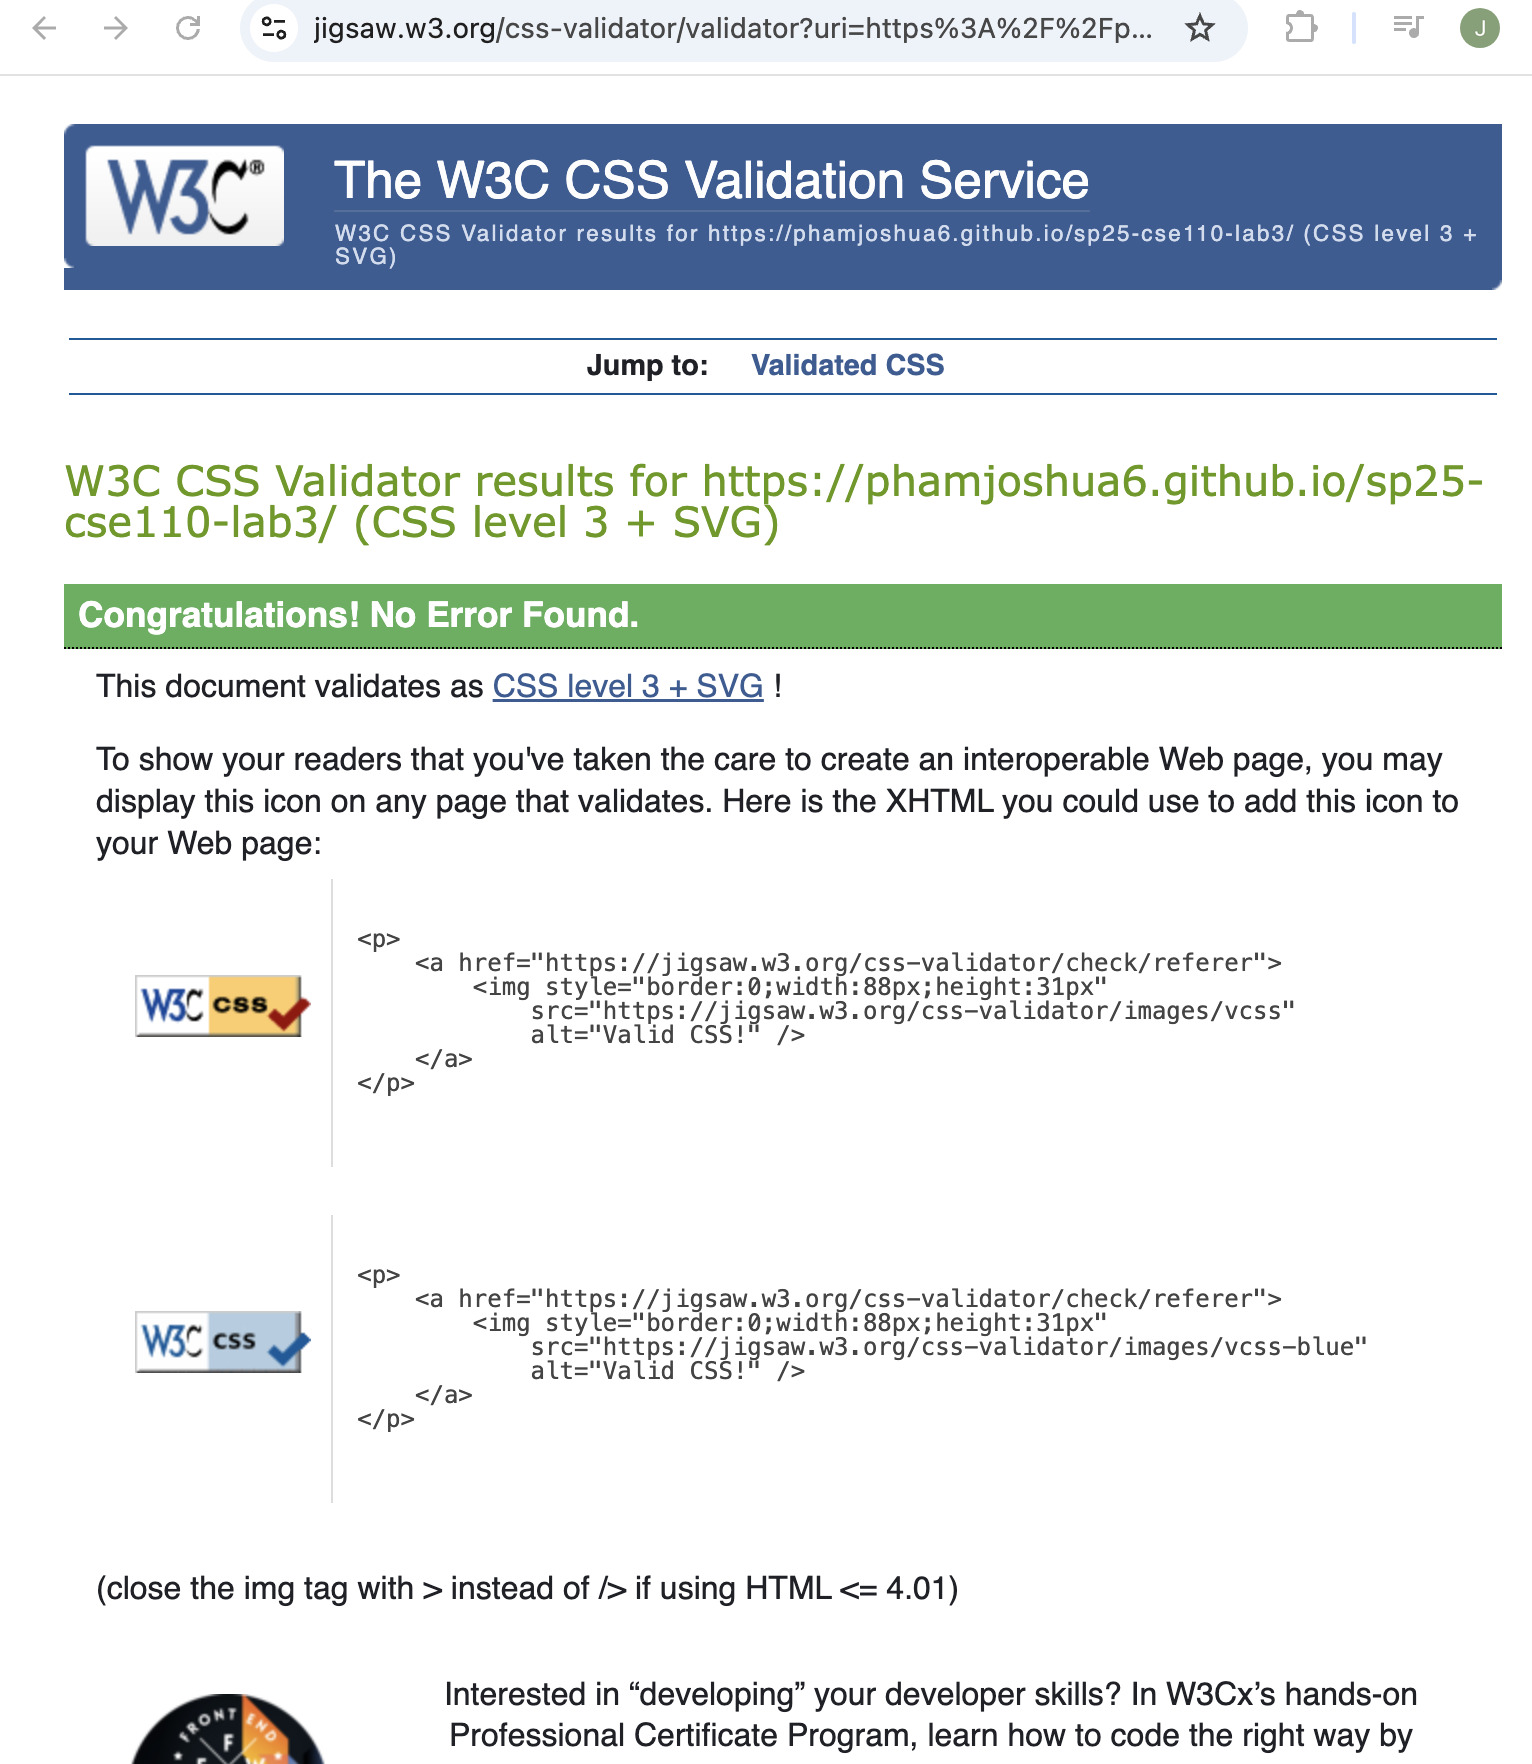 jigsaw.w3.org/css-validator/validator?uri=https%3A%2F%2Fp...
J
W3C®
The W3C CSS Validation Service
W3C CSS Validator results for https://phamjoshua6.github.io/sp25-cse110-lab3/ (CSS level 3 +
SVG)
Jump to: Validated CSS
W3C CSS Validator results for https://phamjoshua6.github.io/sp25-
cse110-lab3/ (CSS level 3 + SVG)
Congratulations! No Error Found.
This document validates as CSS level 3 + SVG !
To show your readers that you've taken the care to create an interoperable Web page, you may
display this icon on any page that validates. Here is the XHTML you could use to add this icon to
your Web page:
<p>
<a href="https://jigsaw.w3.org/css-validator/check/referer">
<img style="border:0;width:88px;height:31px"
src="https://jigsaw.w3.org/css-validator/images/vcss"
alt="Valid CSS!" />
</a>
</p>
W3C css
<p>
<a href="https://jigsaw.w3.org/css-validator/check/referer">
<img style="border:0;width:88px;height:31px"
src="https://jigsaw.w3.org/css-validator/images/vcss-blue"
alt="Valid CSS!" />
</a>
</p>
W3C css
(close the img tag with > instead of /> if using HTML <= 4.01)
FRONT END
F
Interested in “developing” your developer skills? In W3Cx’s hands-on
Professional Certificate Program, learn how to code the right way by